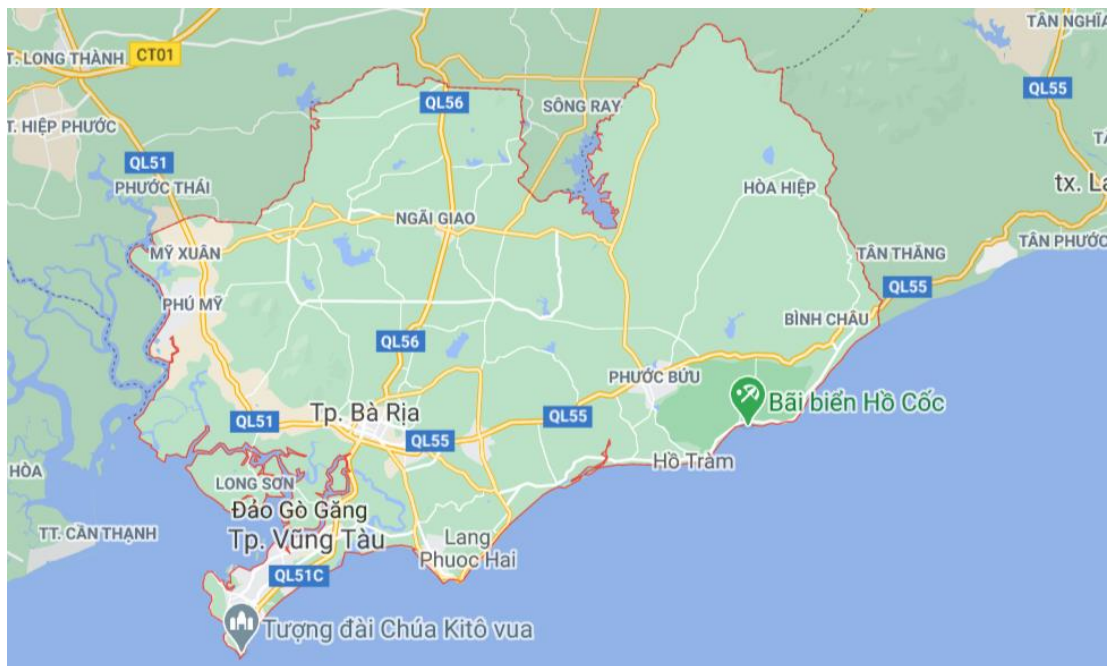 TÂN NGHĨA
T. LONG THÀNH
CT01
QL56
SÔNG RAY
QL55
T. HIỆP PHƯỚC
QL51
PHƯỚC THÁI
HÒA HIỆP
tx. La
NGÃI GIAO
MỸ XUÂN
TÂN THẮNG
TÂN PHƯỚC
QL55
PHÚ MỸ
BÌNH CHÂU
QL56
PHƯỚC BỬU
Bãi biển Hồ Cốc
QL51
Tp. Bà Rịa
QL55
QL55
HÒA
LONG SƠN
Hồ Tràm
Đảo Gò Găng
TT. CẦN THẠNH
Tp. Vũng Tàu
Lang
Phuoc Hai
QL51C
Tượng đài Chúa Kitô vua